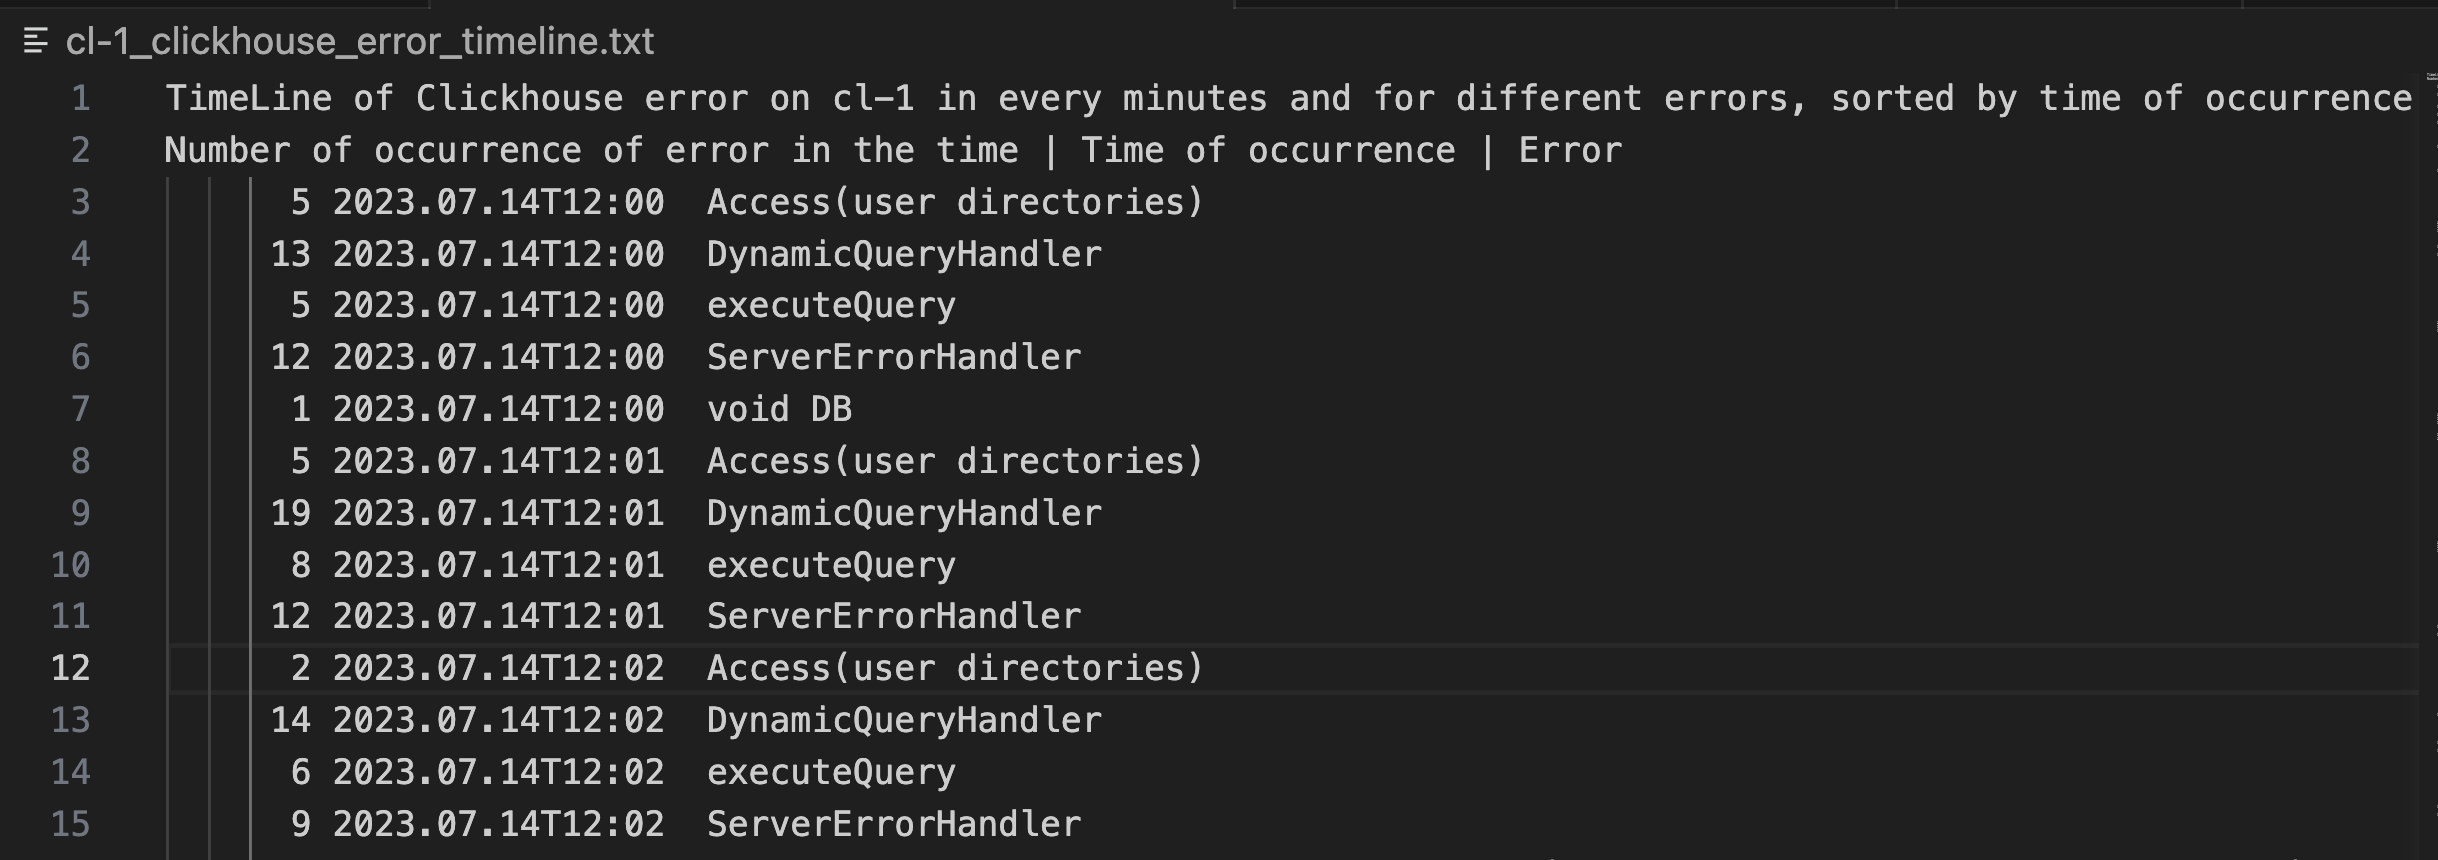 cl-1_clickhouse_error_timeline.txt
1 TimeLine of Clickhouse error on cl-1 in every minutes and for different errors, sorted by time of occurrence
2 Number of occurrence of error in the time | Time of occurrence | Error
3 5 2023.07.14T12:00 Access(user directories)
4 13 2023.07.14T12:00 DynamicQueryHandler
5 5 2023.07.14T12:00 executeQuery
6 12 2023.07.14T12:00 ServerErrorHandler
7 1 2023.07.14T12:00 void DB
8 5 2023.07.14T12:01 Access(user directories)
9 19 2023.07.14T12:01 DynamicQueryHandler
10 8 2023.07.14T12:01 executeQuery
11 12 2023.07.14T12:01 ServerErrorHandler
12 2 2023.07.14T12:02 Access(user directories)
13 14 2023.07.14T12:02 DynamicQueryHandler
14 6 2023.07.14T12:02 executeQuery
15 9 2023.07.14T12:02 ServerErrorHandler